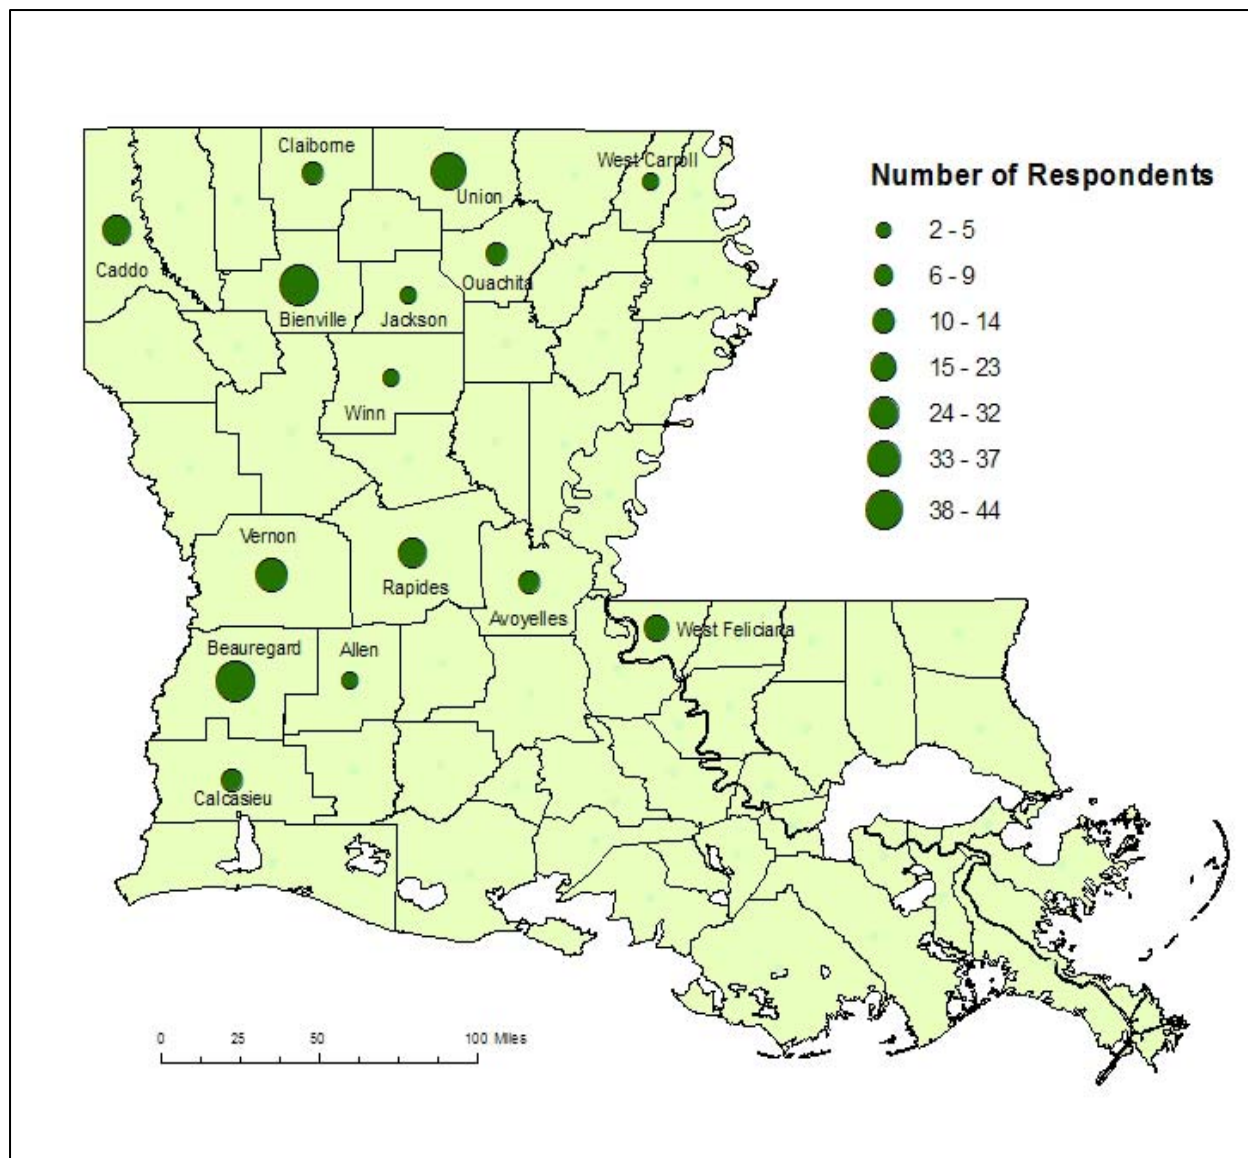 Claiborne
West Carroll
Union
Caddo
Ouachita
Bienville
Jackson
Winn
Vernon
Rapides
Avoyelles
West Feliciana
Beauregard
Allen
Calcasieu
Number of Respondents
2 - 5
6 - 9
10 - 14
15 - 23
24 - 32
33 - 37
38 - 44
0 25 50 100 Miles